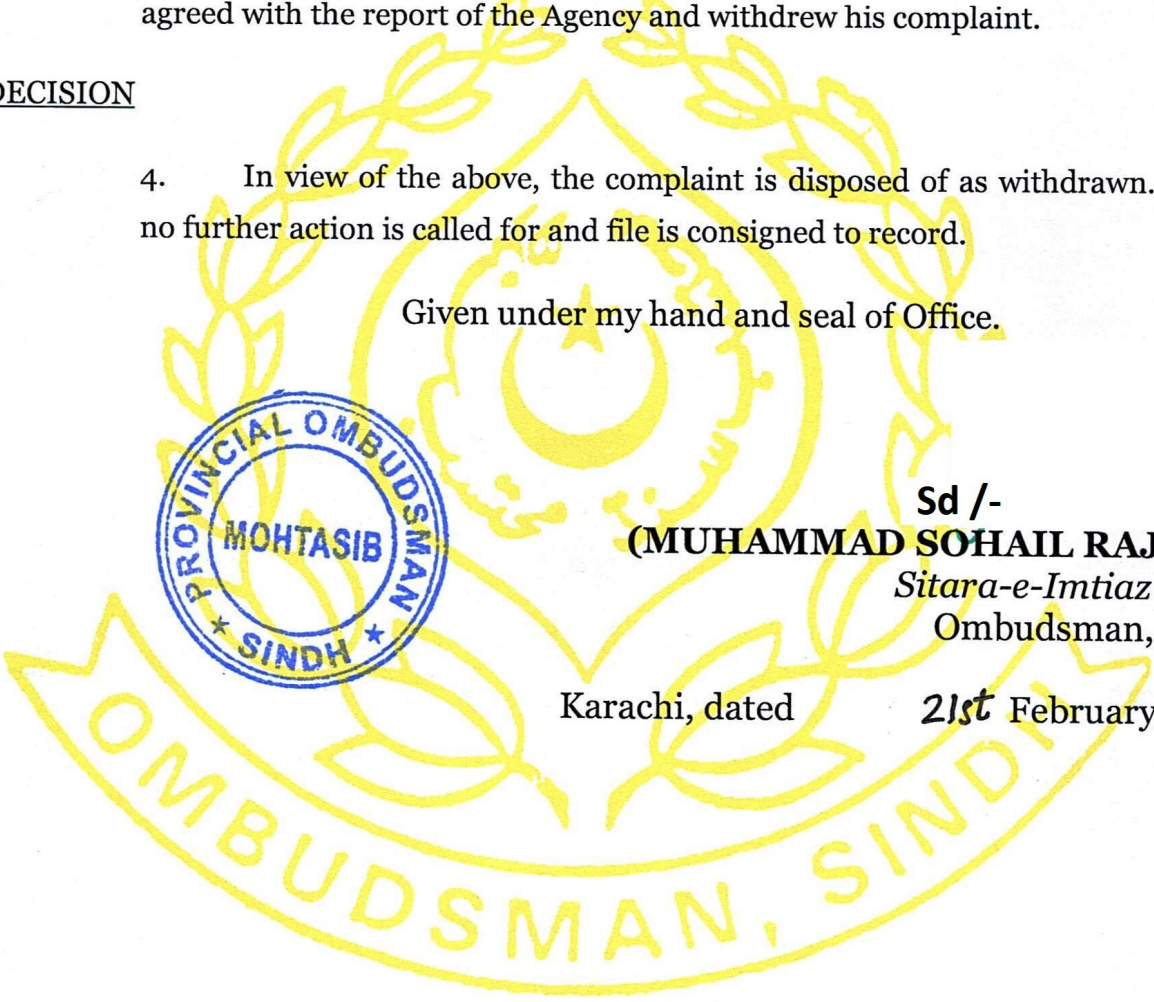 agreed with the report of the Agency and withdrew his complaint.
DECISION
4. In view of the above, the complaint is disposed of as withdrawn.
no further action is called for and file is consigned to record.
Given under my hand and seal of Office.
PROVINCIAL OMBUDSMAN
MOHTASIB
SINDH
Sd /-
(MUHAMMAD SOHAIL RAJ
Sitara-e-Imtiaz
Ombudsman,
Karachi, dated 21st February
OMBUDSMAN, SINDH